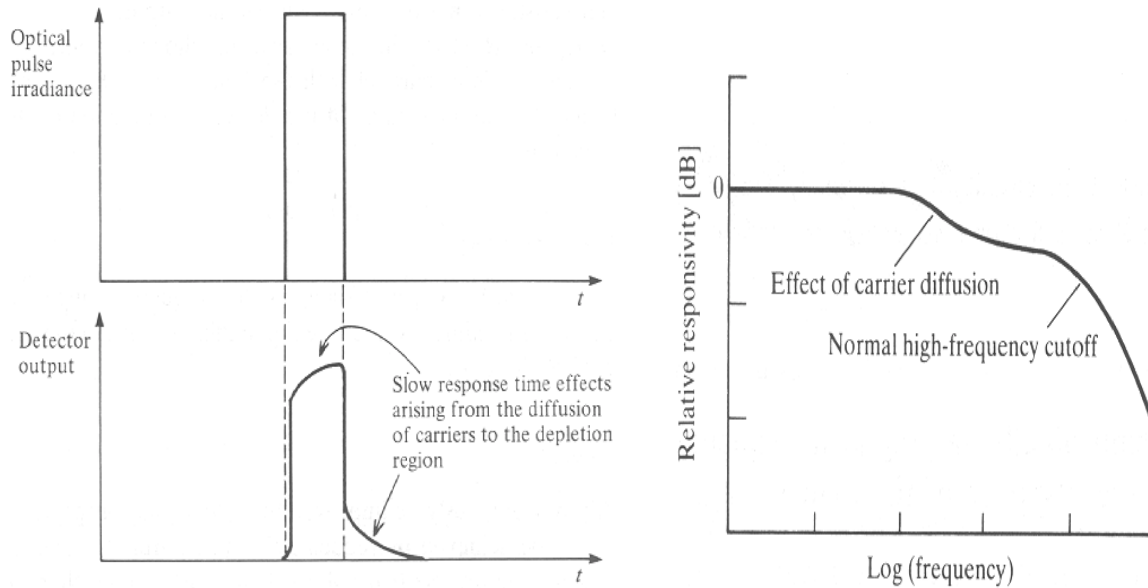 Optical
pulse
irradiance
t
Detector
output
Slow response time effects
arising from the diffusion
of carriers to the depletion
region
t
Relative responsivity [dB]
0
Effect of carrier diffusion
Normal high-frequency cutoff
Log (frequency)